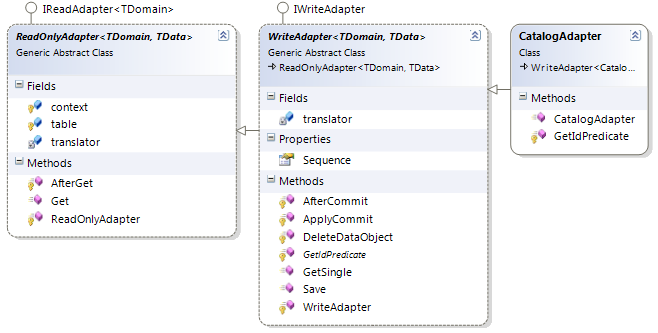 IReadAdapter<TDomain>
ReadOnlyAdapter<TDomain, TData>
Generic Abstract Class
Fields
context
table
translator
Methods
AfterGet
Get
ReadOnlyAdapter
IWriteAdapter
WriteAdapter<TDomain, TData>
Generic Abstract Class
→ ReadOnlyAdapter<TDomain, TData>
Fields
translator
Properties
Sequence
Methods
AfterCommit
ApplyCommit
DeleteDataObject
GetIdPredicate
GetSingle
Save
WriteAdapter
CatalogAdapter
Class
→ WriteAdapter<Catalo...
Methods
CatalogAdapter
GetIdPredicate